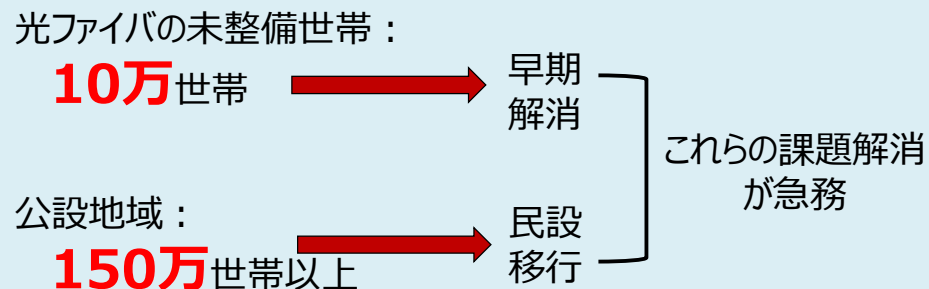 光ファイバの未整備世帯：
10万世帯
早期
解消
これらの課題解消
が急務
公設地域：
150万世帯以上
民設
移行